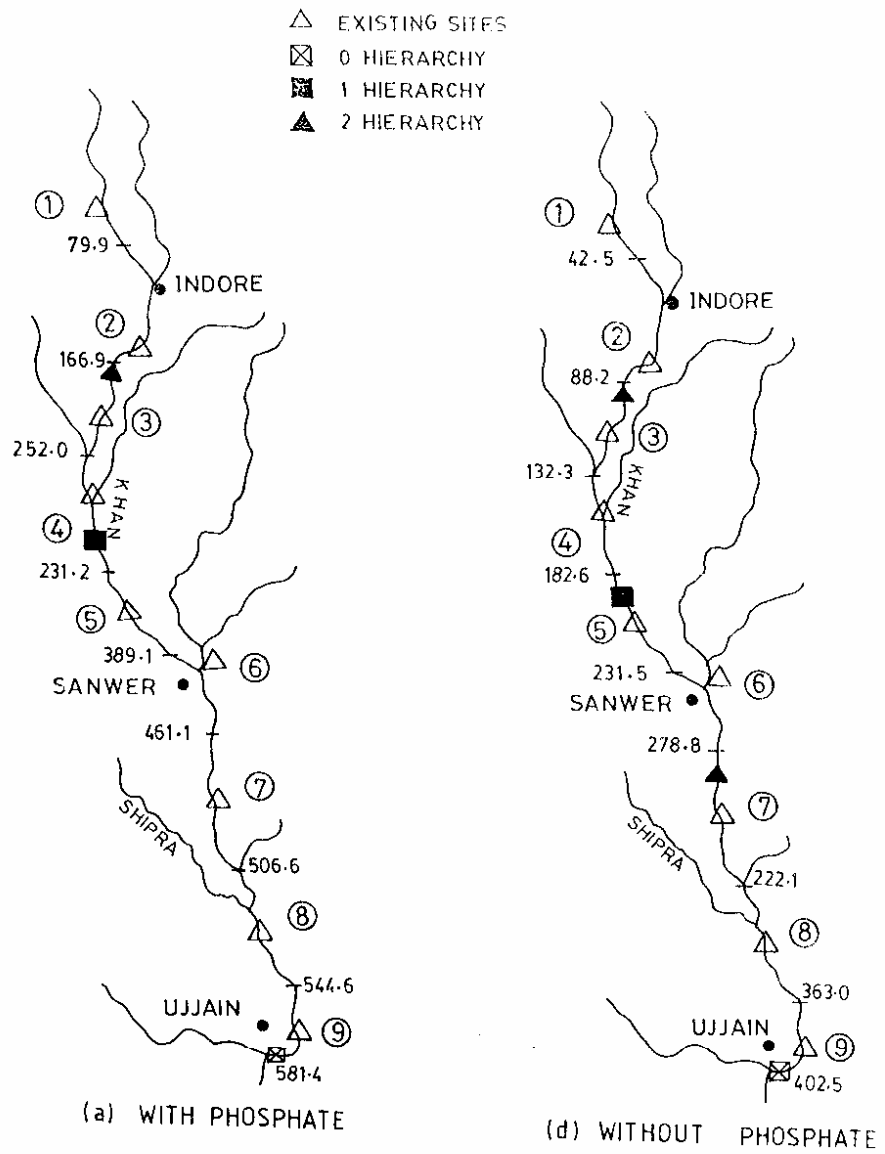 EXISTING SITES
0 HIERARCHY
1 HIERARCHY
2 HIERARCHY
1
79.9
INDORE
2
166.9
3
252.0
KHAN
4
231.2
5
389.1
6
SANWER
461.1
7
SHIPRA
506.6
8
544.6
UJJAIN
9
581.4
(a) WITH PHOSPHATE
1
42.5
INDORE
2
88.2
3
132.3
KHAN
4
182.6
5
231.5
6
SANWER
278.8
7
SHIPRA
222.1
8
363.0
UJJAIN
9
402.5
(d) WITHOUT PHOSPHATE